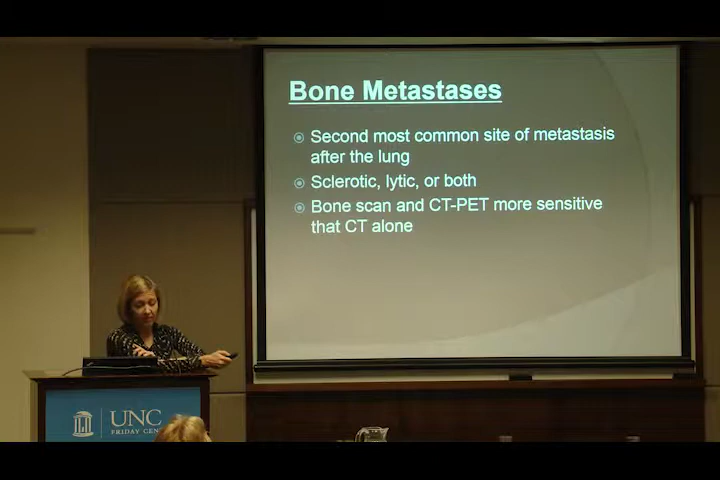 Bone Metastases
Second most common site of metastasis
after the lung
Sclerotic, lytic, or both
Bone scan and CT-PET more sensitive
that CT alone
UNC
FRIDAY CEN